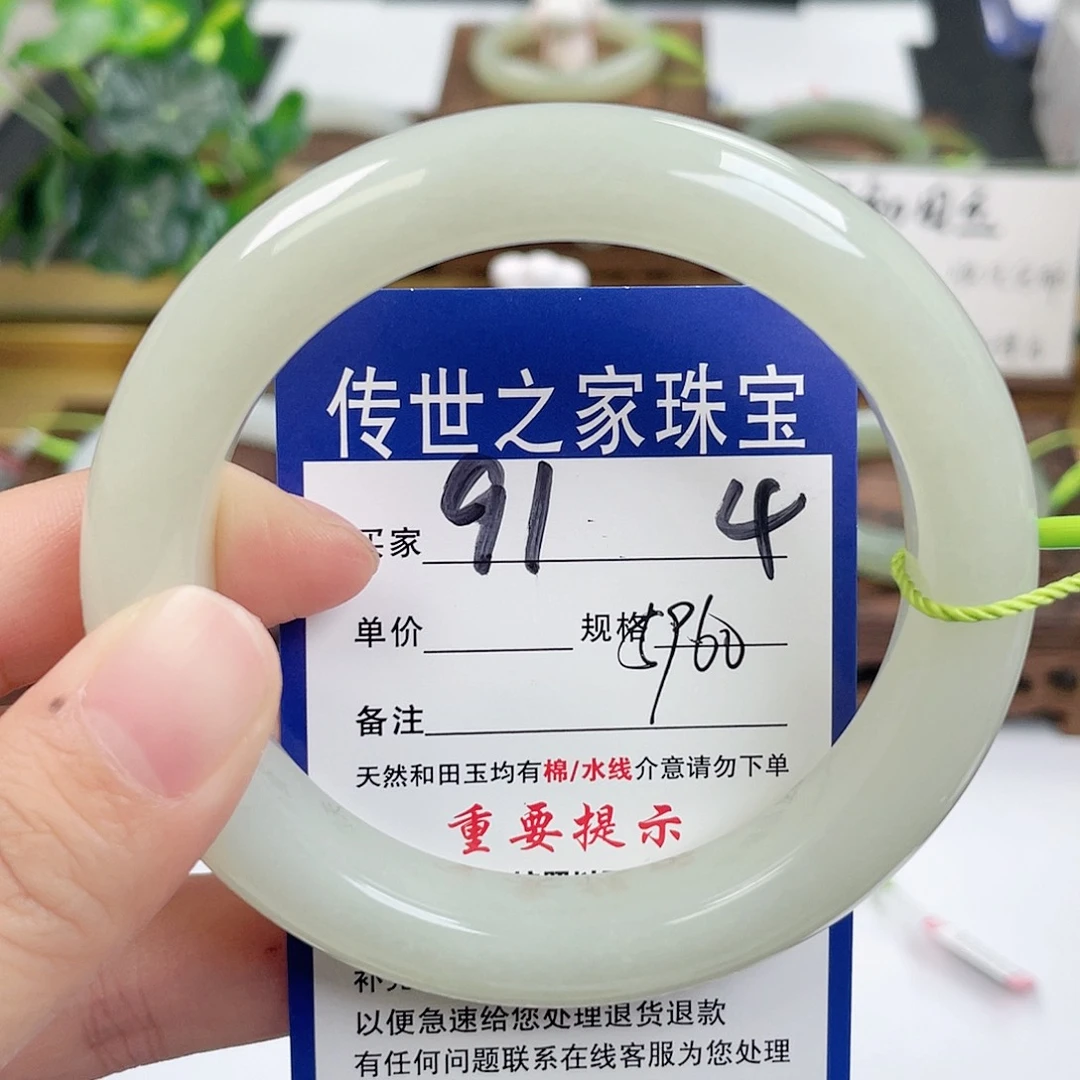 传世之家珠宝
买家 91 4
单价 规格 5960
备注
天然和田玉均有棉/水线介意请勿下单
重要提示
以便急速给您处理退货退款
有任何问题联系在线客服为您处理